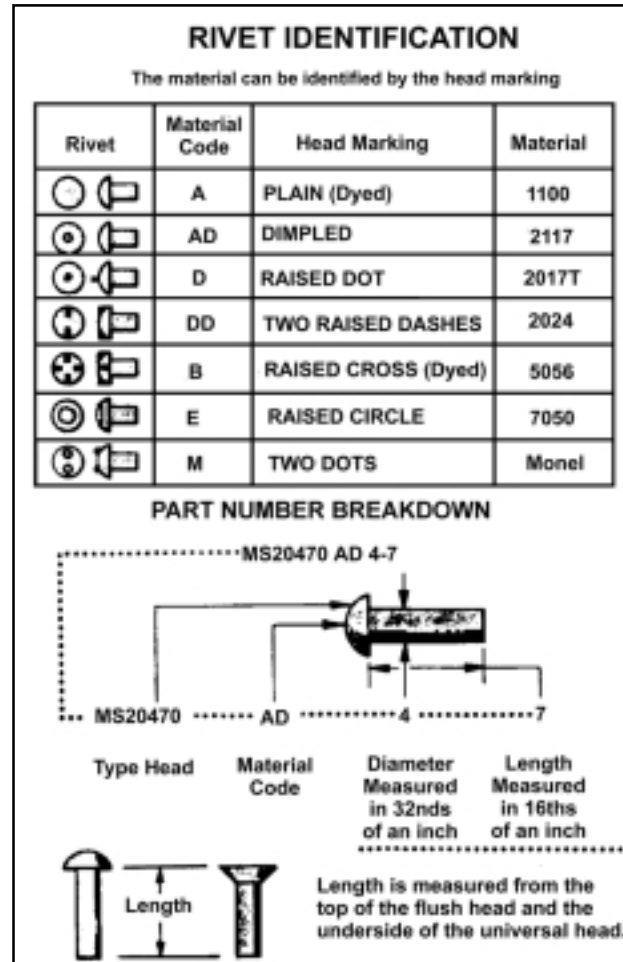 RIVET IDENTIFICATION
The material can be identified by the head marking
Rivet Material Code Head Marking Material
A PLAIN (Dyed) 1100
AD DIMPLED 2117
D RAISED DOT 2017T
DD TWO RAISED DASHES 2024
B RAISED CROSS (Dyed) 5056
E RAISED CIRCLE 7050
M TWO DOTS Monel
PART NUMBER BREAKDOWN
MS20470 AD 4-7
MS20470 AD 4 7
Type Head
Material
Code
Diameter
Measured
in 32nds
of an inch
Length
Measured
in 16ths
of an inch
Length
Length is measured from the
top of the flush head and the
underside of the universal head.